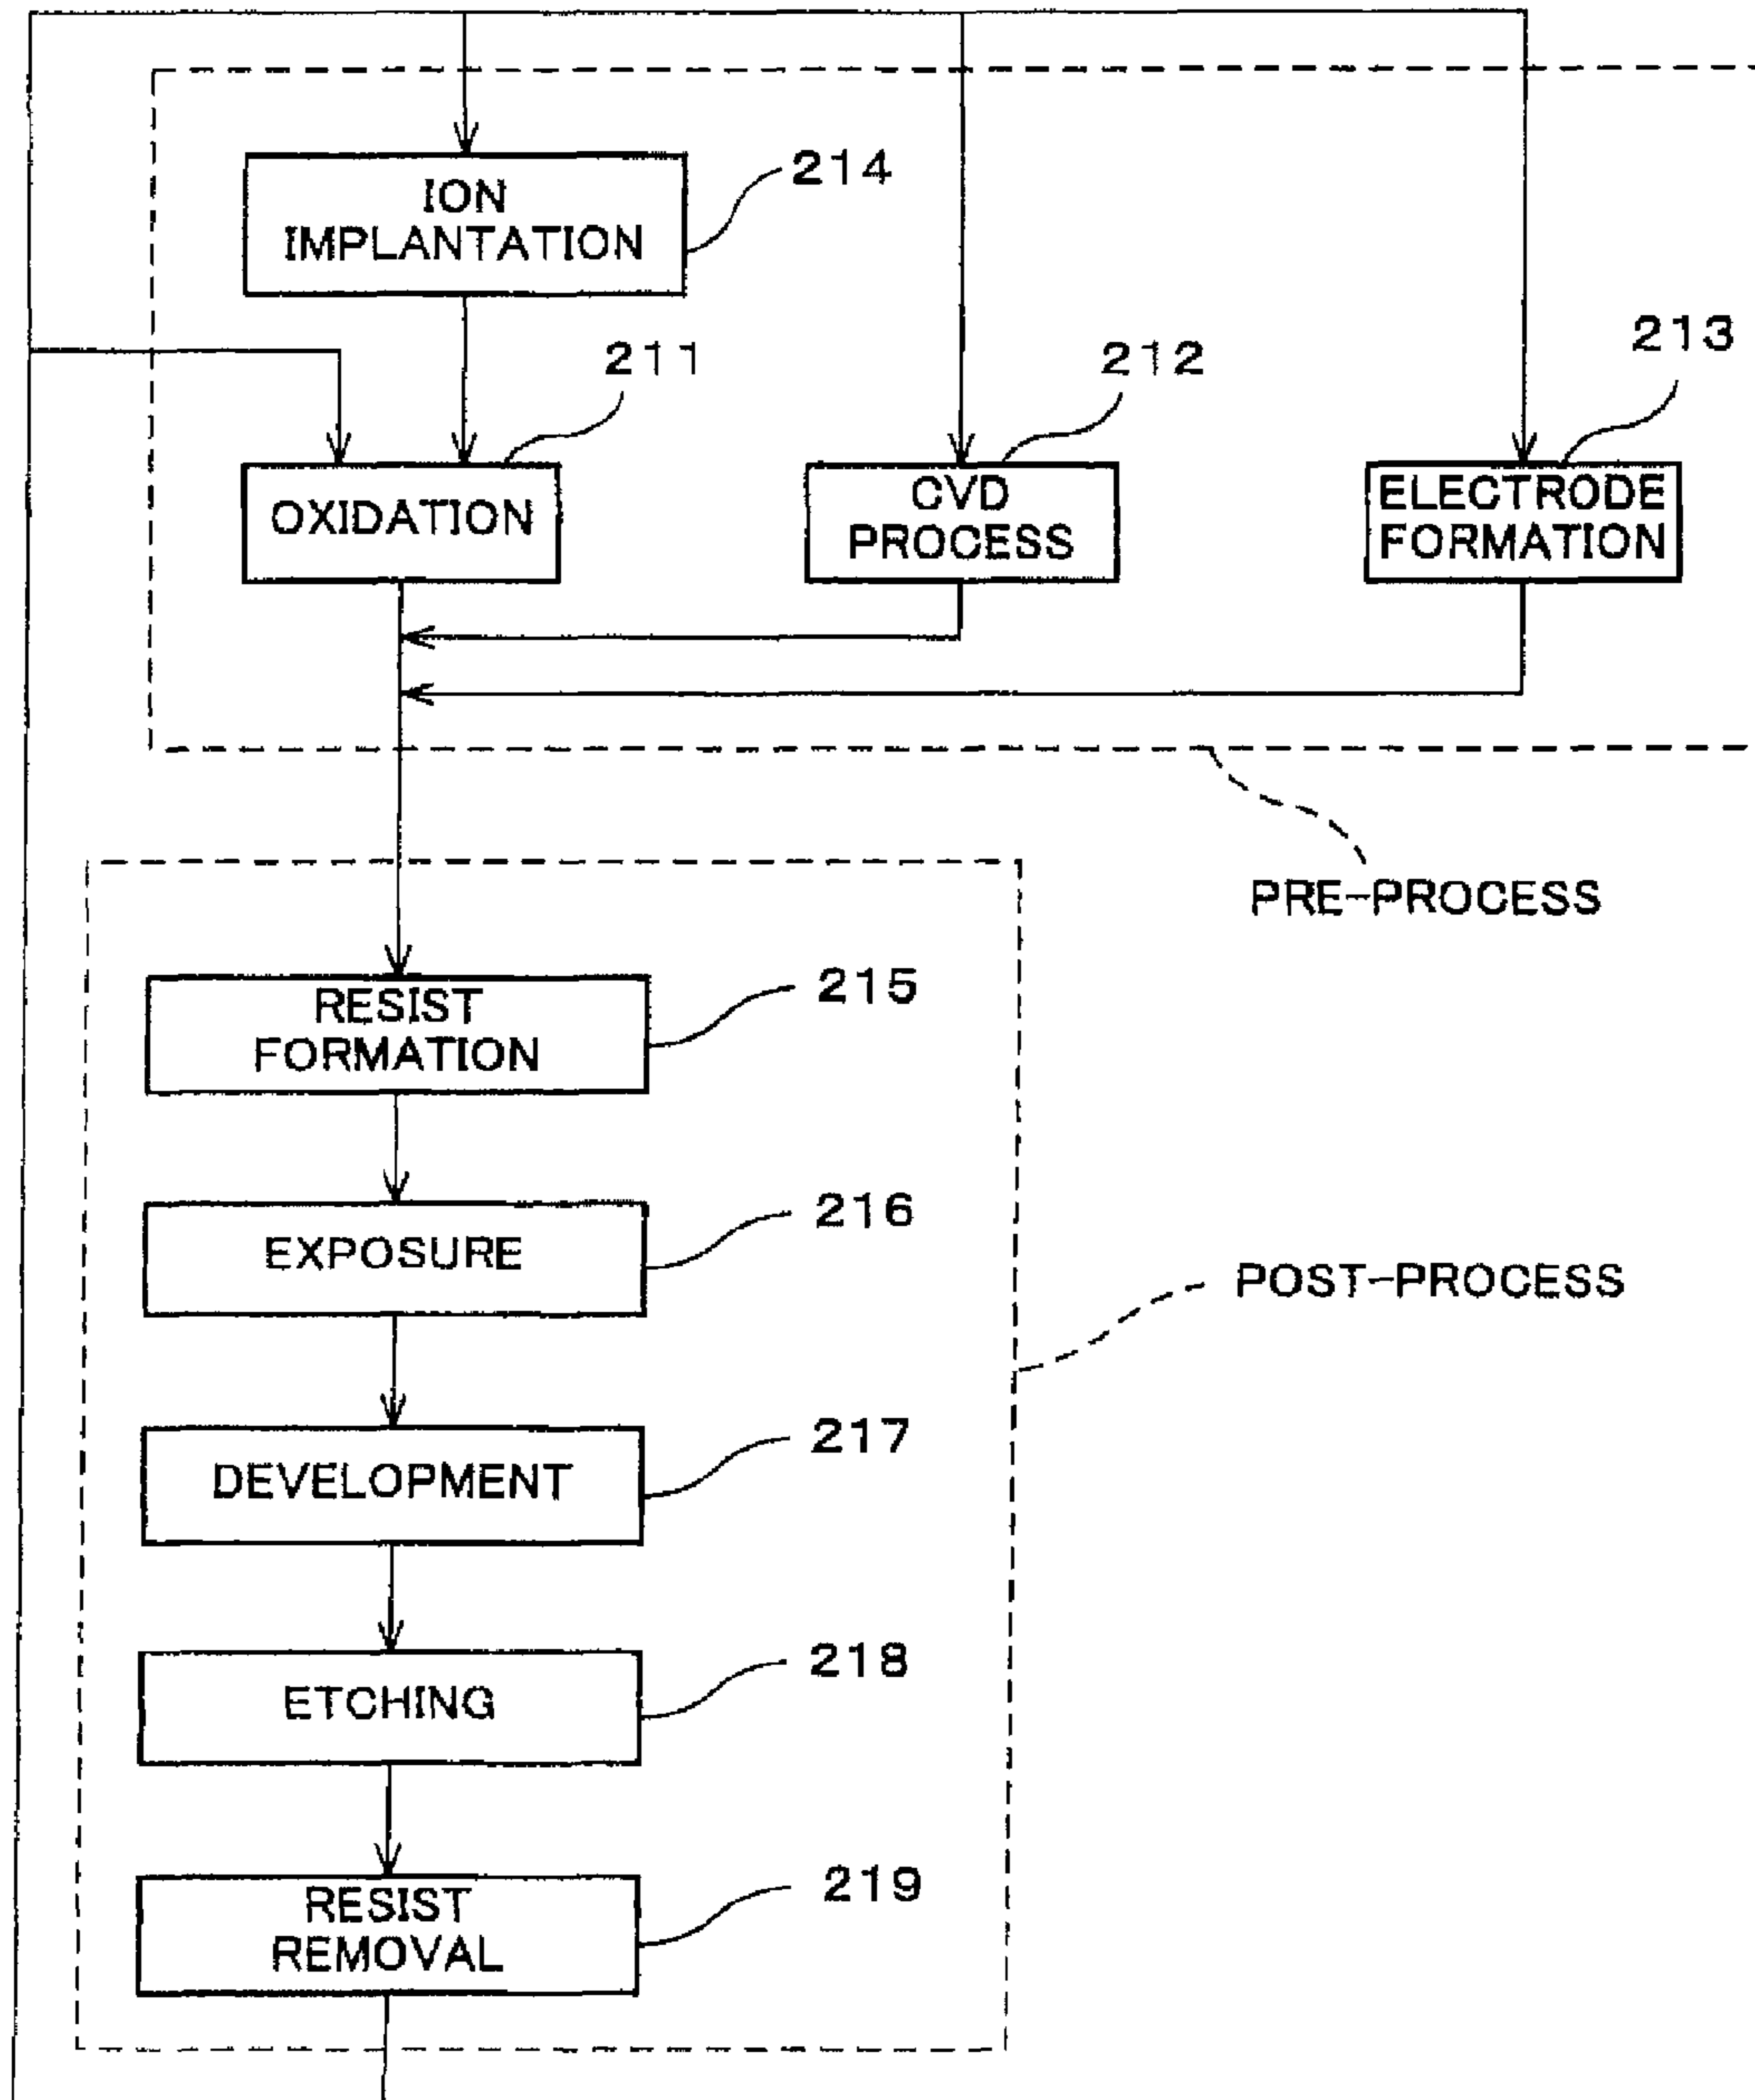 ION
IMPLANTATION
214
211
212
213
OXIDATION
CVD
PROCESS
ELECTRODE
FORMATION
PRE-PROCESS
RESIST
FORMATION
215
EXPOSURE
216
POST-PROCESS
DEVELOPMENT
217
ETCHING
218
RESIST
REMOVAL
219